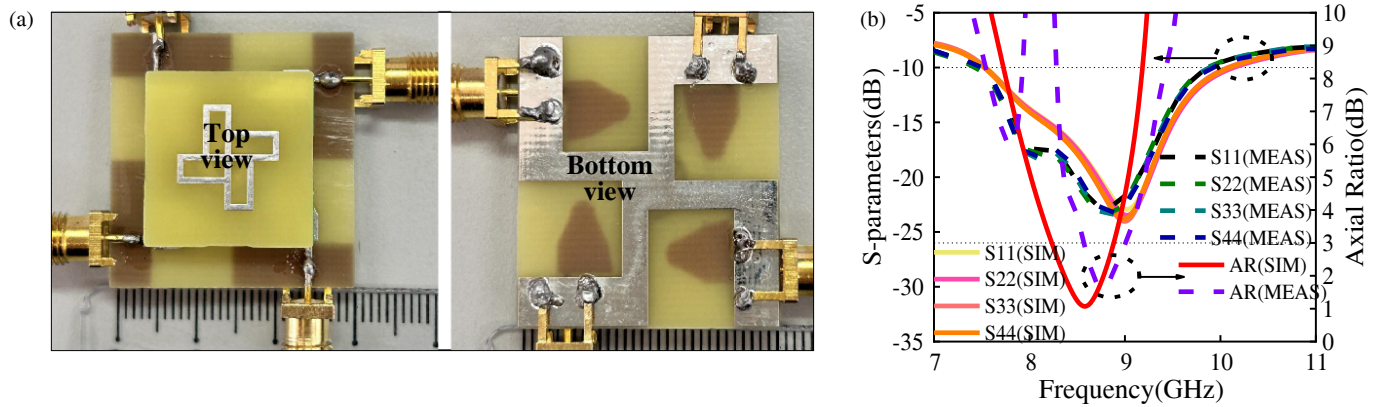 (a)
Top
view
Bottom
view
(b)
S-parameters(dB)
-5
-10
-15
-20
-25
-30
-35
10
9
8
7
6
5
4
3
2
1
0
Axial Ratio(dB)
S11(MEAS)
S22(MEAS)
S33(MEAS)
S44(MEAS)
S11(SIM)
S22(SIM)
S33(SIM)
S44(SIM)
AR(SIM)
AR(MEAS)
7 8 9 10 11
Frequency(GHz)